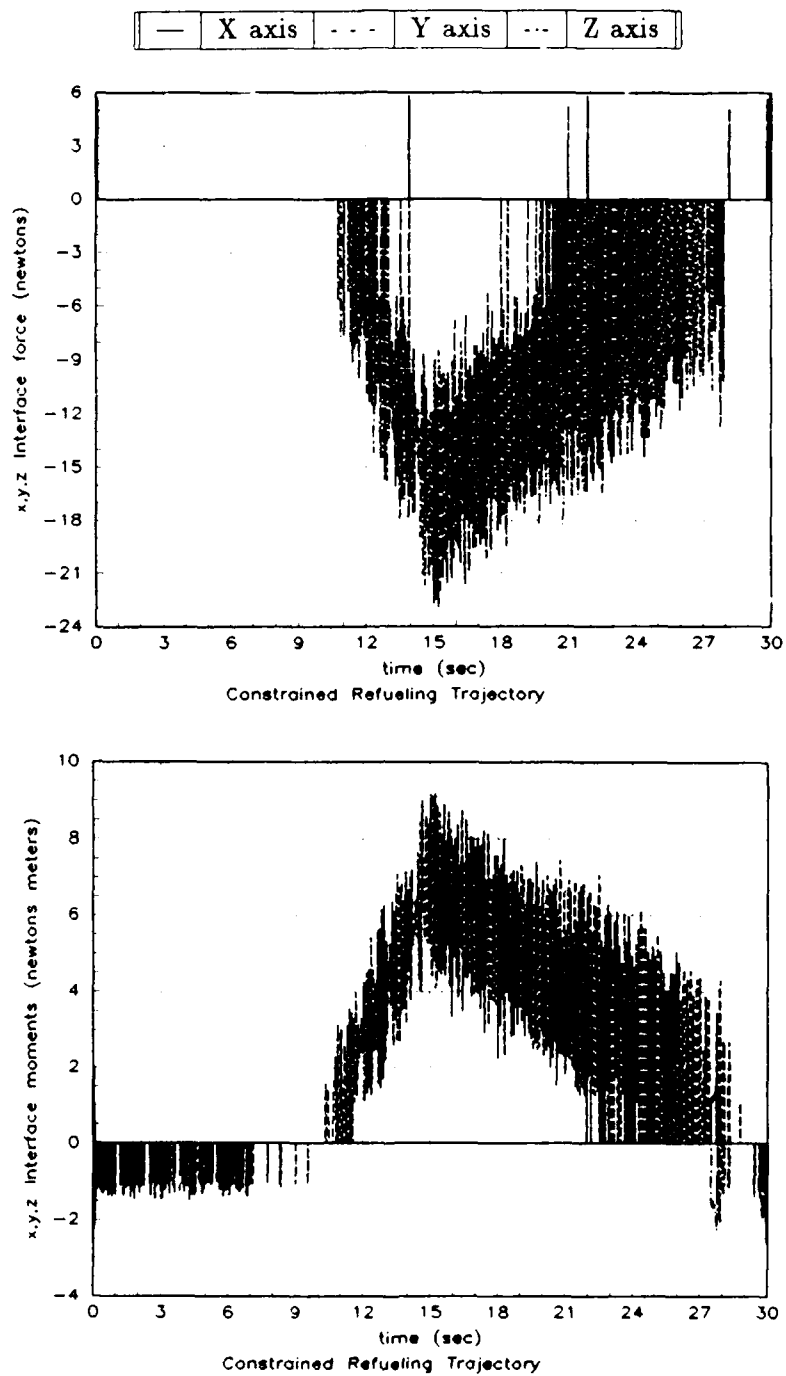 — X axis - - - Y axis -·- Z axis
6
3
0
-3
-6
-9
-12
-15
-18
-21
-24
x,y,z Interface force (newtons)
0 3 6 9 12 15 18 21 24 27 30
time (sec)
Constrained Refueling Trajectory
10
8
6
4
2
0
-2
-4
x,y,z Interface moments (newtons meters)
0 3 6 9 12 15 18 21 24 27 30
time (sec)
Constrained Refueling Trajectory